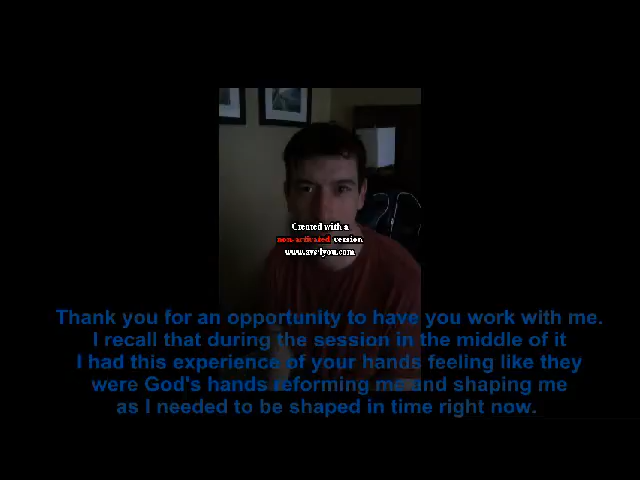 Created with a
non-activated version
www.avs4you.com
Thank you for an opportunity to have you work with me.
I recall that during the session in the middle of it
I had this experience of your hands feeling like they
were God's hands reforming me and shaping me
as I needed to be shaped in time right now.